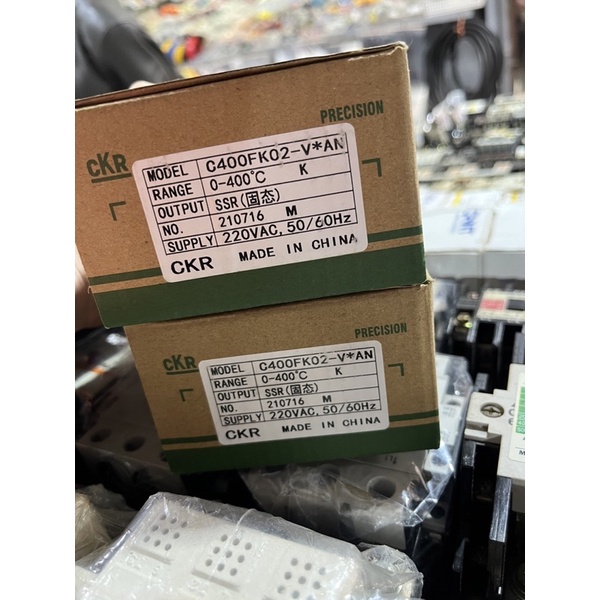 PRECISION
CKR
MODEL C400FK02-V*AN
RANGE 0-400°C K
OUTPUT SSR(固态)
NO. 210716 M
SUPPLY 220VAC, 50/60Hz
CKR MADE IN CHINA
PRECISION
CKR
MODEL C400FK02-V*AN
RANGE 0-400°C K
OUTPUT SSR(固态)
NO. 210716 M
SUPPLY 220VAC, 50/60Hz
CKR MADE IN CHINA